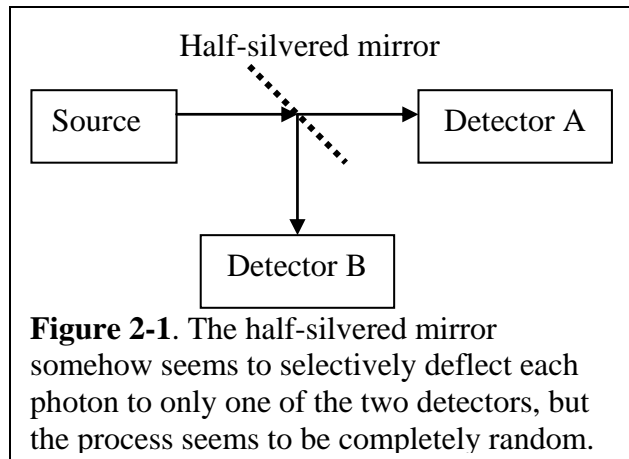 Half-silvered mirror
Source
Detector A
Detector B
Figure 2-1. The half-silvered mirror
somehow seems to selectively deflect each
photon to only one of the two detectors, but
the process seems to be completely random.